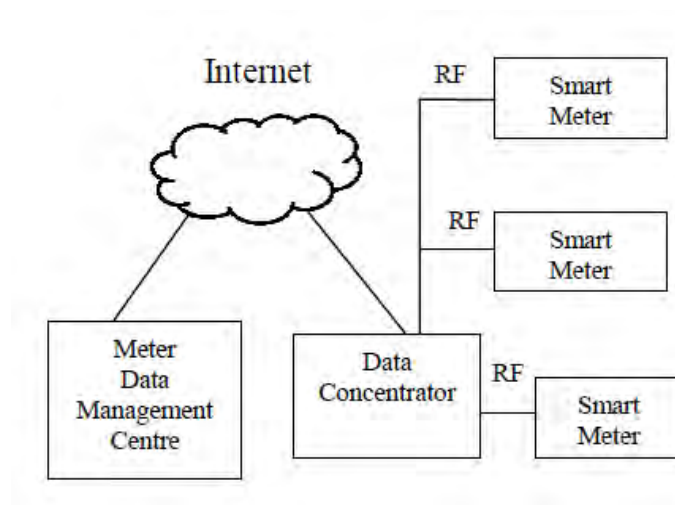 Internet
RF
Smart
Meter
RF
Smart
Meter
Meter
Data
Management
Centre
Data
Concentrator
RF
Smart
Meter